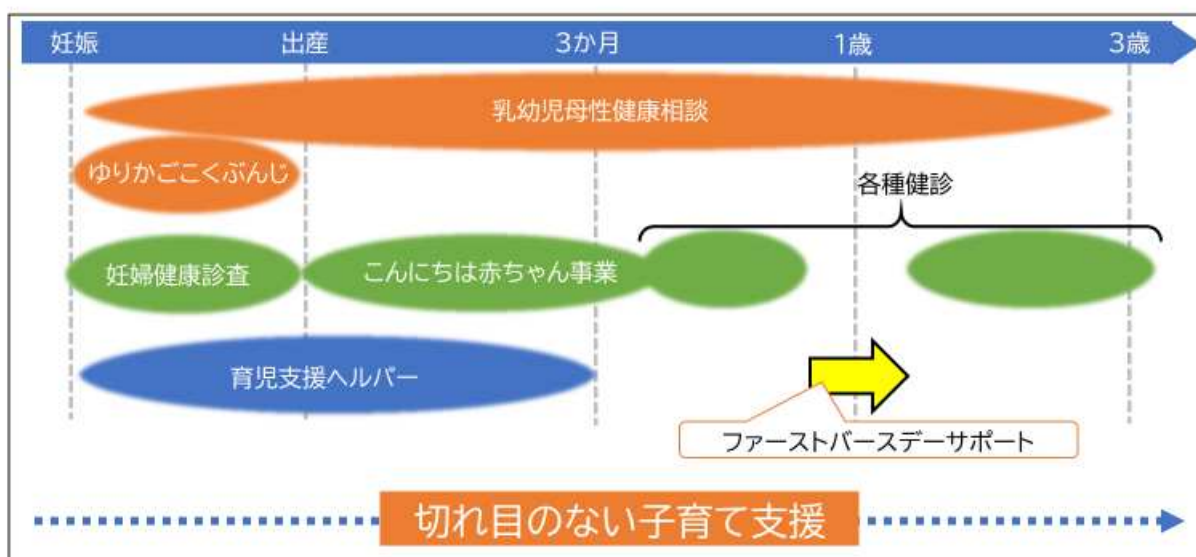 妊娠
出産
3か月
1歳
3歳
乳幼児母性健康相談
ゆりかごこくぶんじ
各種健診
妊婦健康診査
こんにちは赤ちゃん事業
育児支援ヘルパー
ファーストバースデーサポート
切れ目のない子育て支援